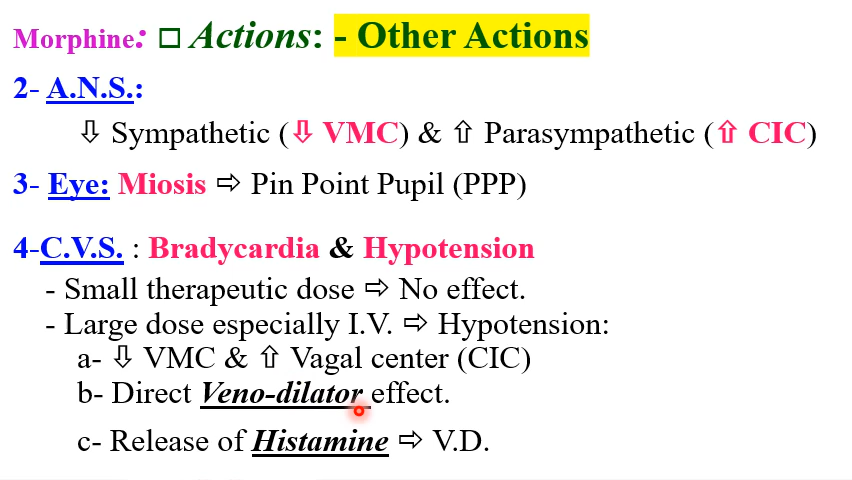 Morphine: □ Actions: - Other Actions
2- A.N.S.:
⇩ Sympathetic (⇩ VMC) & ⇧ Parasympathetic (⇧ CIC)
3- Eye: Miosis ⇨ Pin Point Pupil (PPP)
4-C.V.S. : Bradycardia & Hypotension
- Small therapeutic dose ⇨ No effect.
- Large dose especially I.V. ⇨ Hypotension:
a- ⇩ VMC & ⇧ Vagal center (CIC)
b- Direct Veno-dilator effect.
c- Release of Histamine ⇨ V.D.